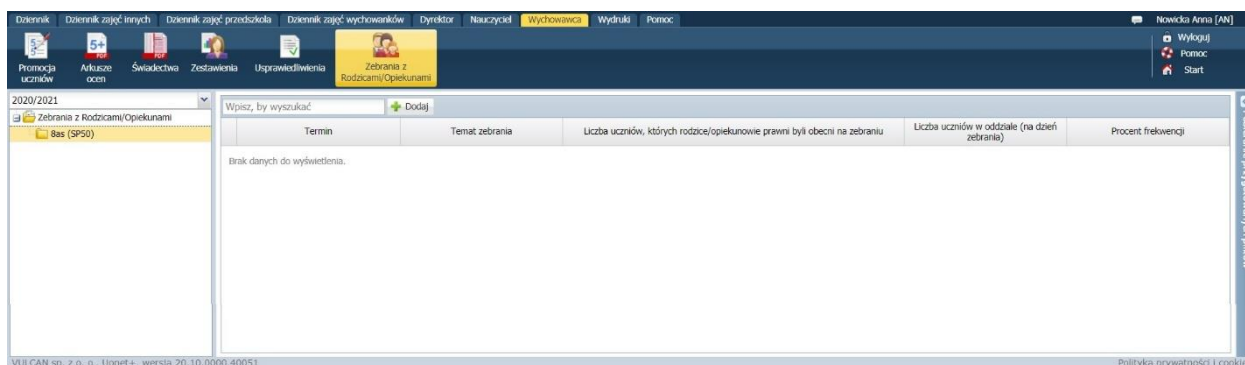 Dziennik Dziennik zajęć innych Dziennik zajęć przedszkola Dziennik zajęć wychowanków Dyrektor Nauczyciel Wychowawca Wydruki Pomoc Nowicka Anna [AN]
Promocja uczniów
5+
PDF
Arkusze ocen
PDF
Świadectwa
Zestawienia
Usprawiedliwienia
Zebrania z Rodzicami/Opiekunami
Wyloguj
Pomoc
Start
2020/2021
Zebrania z Rodzicami/Opiekunami
8as (SP50)
Wpisz, by wyszukać Dodaj
Termin Temat zebrania Liczba uczniów, których rodzice/opiekunowie prawni byli obecni na zebraniu Liczba uczniów w oddziale (na dzień zebrania) Procent frekwencji
Brak danych do wyświetlenia.
VULCAN sp. z o. o. Uonet+ wersja 20.10.0000.40051 Polityka prywatności i cookie